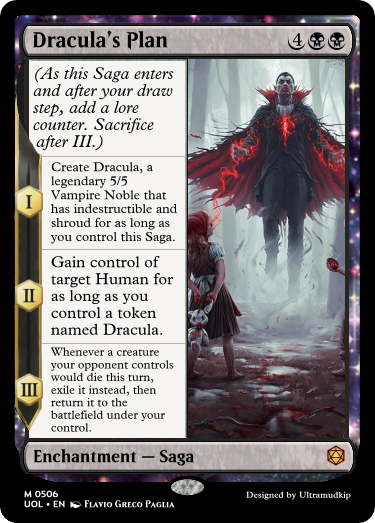 Dracula's Plan 4
(As this Saga enters
and after your draw
step, add a lore
counter. Sacrifice
after III.)
I
Create Dracula, a
legendary 5/5
Vampire Noble that
has indestructible and
shroud for as long as
you control this Saga.
II
Gain control of
target Human for
as long as you
control a token
named Dracula.
III
Whenever a creature
your opponent controls
would die this turn,
exile it instead, then
return it to the
battlefield under your
control.
Enchantment — Saga
M 0506
UOL • EN Flavio Greco Paglia
Designed by Ultramudkip